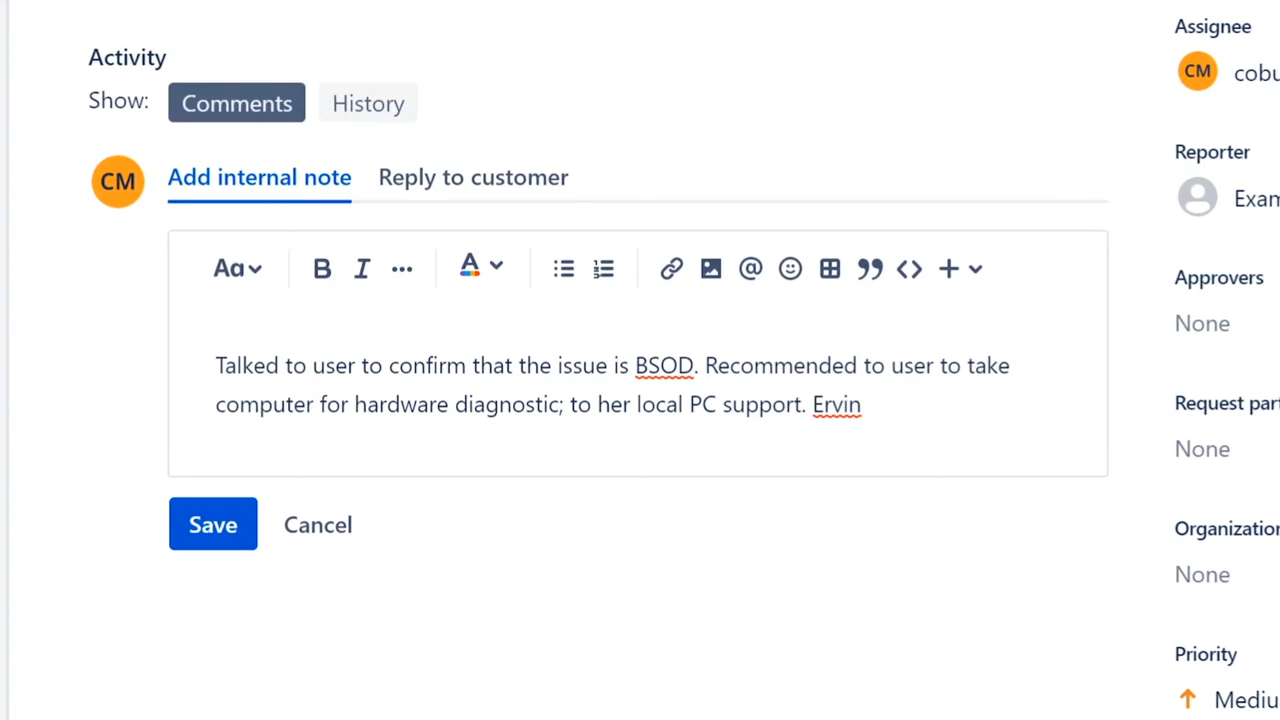 Assignee
Activity
CM
Show: Comments History
Reporter
CM Add internal note Reply to customer
Aa B I A @ + 
Approvers
None
Talked to user to confirm that the issue is BSOD. Recommended to user to take
computer for hardware diagnostic; to her local PC support. Ervin
Request
None
Save Cancel
None
Priority